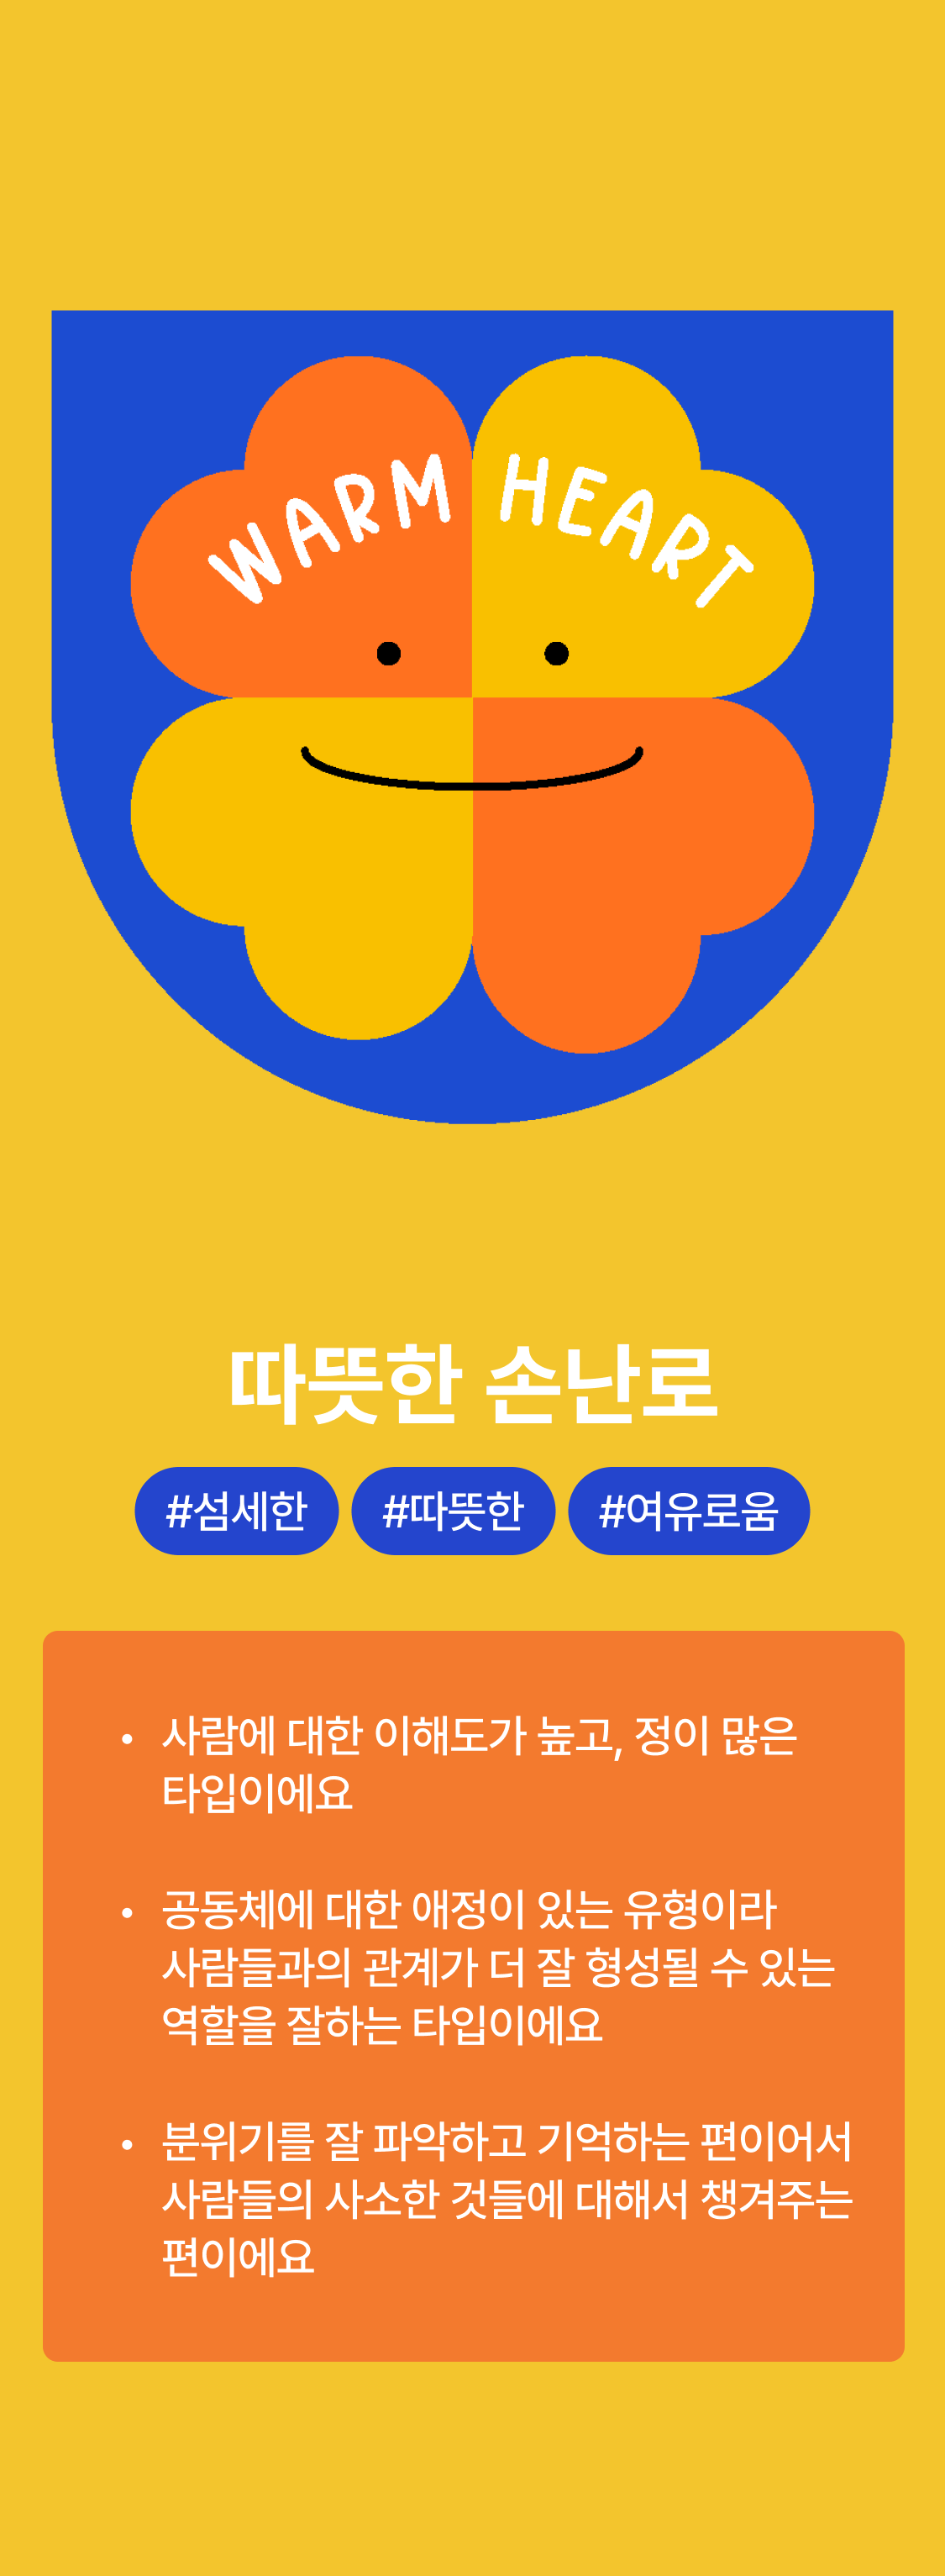 WARM HEART
따뜻한 손난로
#섬세한 #따뜻한 #여유로움
• 사람에 대한 이해도가 높고, 정이 많은
타입이에요
• 공동체에 대한 애정이 있는 유형이라
사람들과의 관계가 더 잘 형성될 수 있는
역할을 잘하는 타입이에요
• 분위기를 잘 파악하고 기억하는 편이어서
사람들의 사소한 것들에 대해서 챙겨주는
편이에요